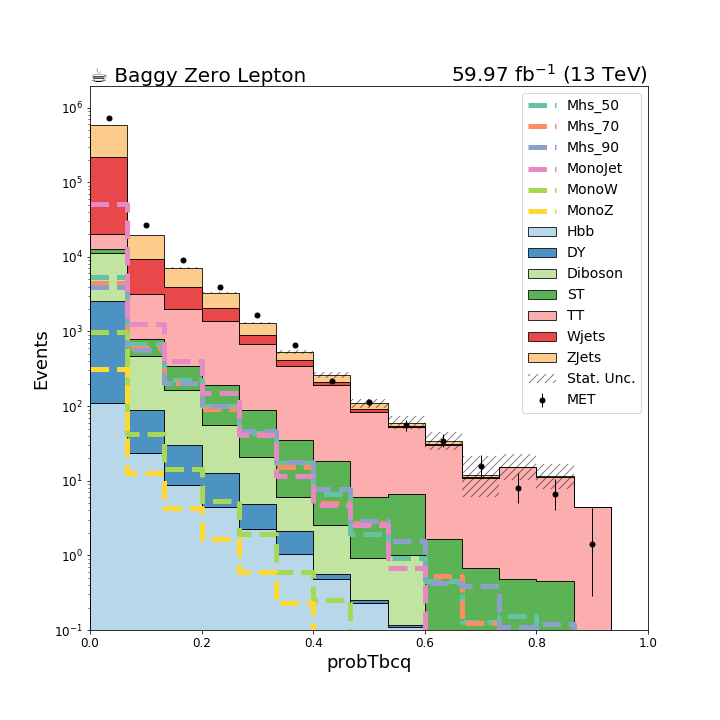 ☕ Baggy Zero Lepton
59.97 fb⁻¹ (13 TeV)
10⁶
10⁵
10⁴
10³
10²
10¹
10⁰
10⁻¹
Events
Mhs_50
Mhs_70
Mhs_90
MonoJet
MonoW
MonoZ
Hbb
DY
Diboson
ST
TT
Wjets
ZJets
Stat. Unc.
MET
0.0 0.2 0.4 0.6 0.8 1.0
probTbcq